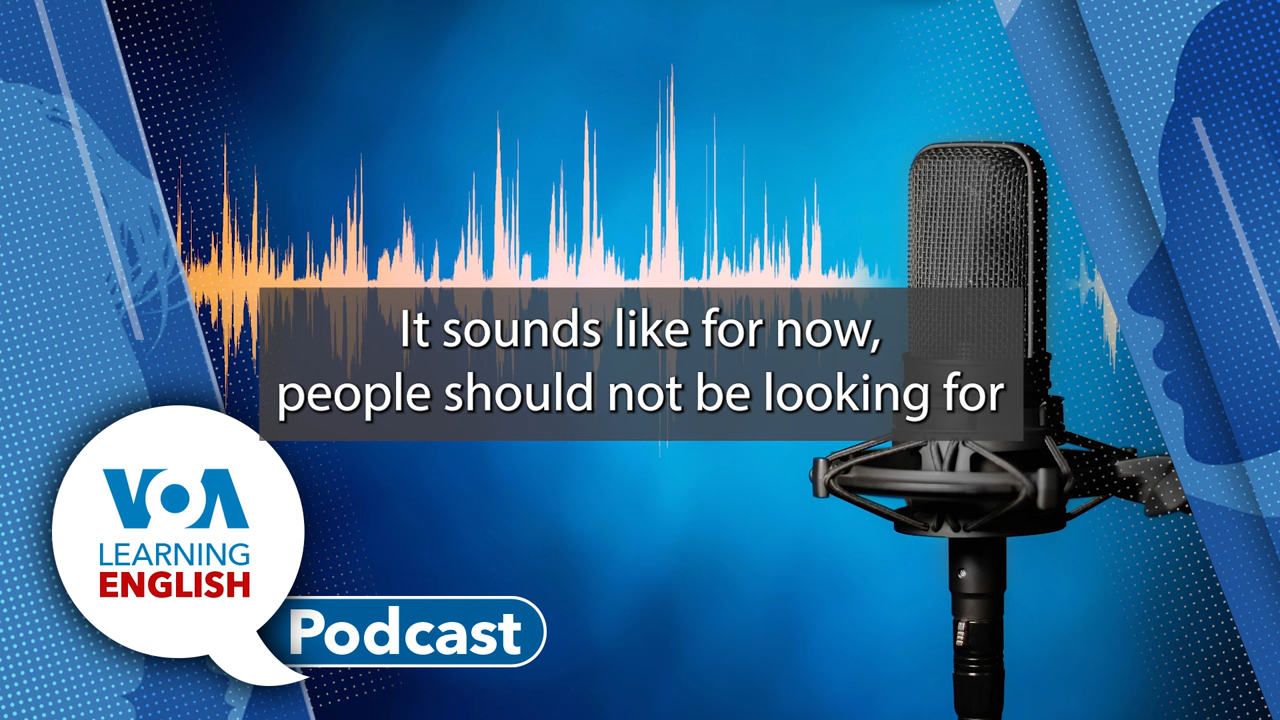 It sounds like for now,
people should not be looking for
VOA
LEARNING
ENGLISH
Podcast